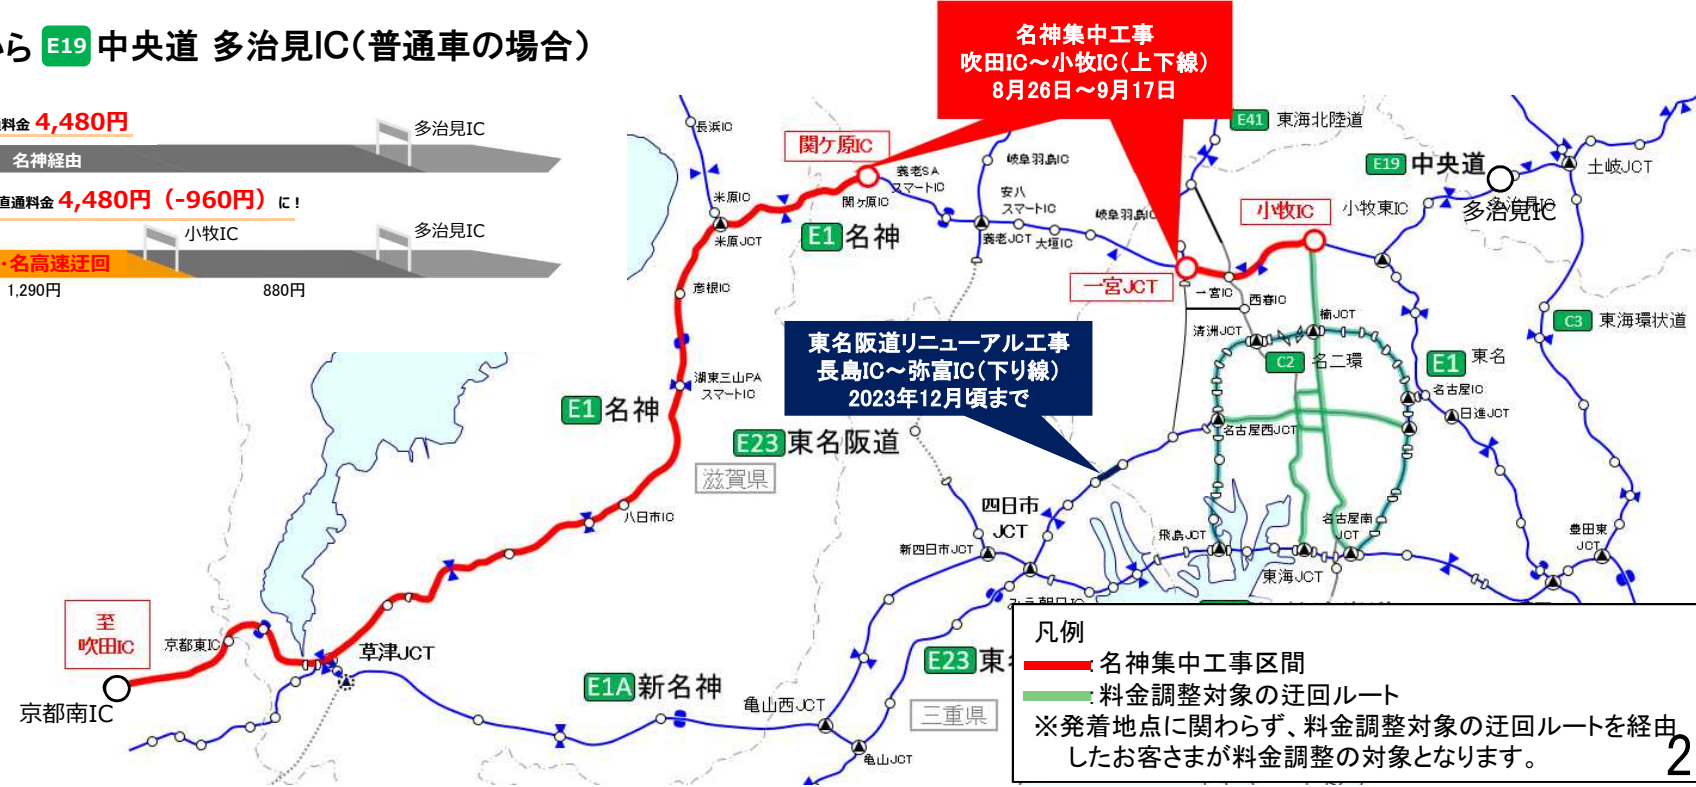 から E19 中央道 多治見IC(普通車の場合)
料金 4,480円
多治見IC
名神経由
直通料金 4,480円 (-960円) に!
小牧IC
多治見IC
・名高速迂回
1,290円
880円
名神集中工事
吹田IC～小牧IC(上下線)
8月26日～9月17日
長浜IC
関ケ原IC
米原IC
米原JCT
養老SA
スマートIC
関ヶ原IC
E1 名神
岐阜羽島IC
安八
スマートIC
養老JCT
大垣IC
岐阜羽島IC
E41 東海北陸道
E19 中央道
土岐JCT
多治見IC
小牧IC
小牧東IC
多治見IC
一宮JCT
一宮IC
西春IC
清洲JCT
楠JCT
C2 名二環
C3 東海環状道
E1 東名
名古屋IC
日進JCT
彦根IC
湖東三山PA
スマートIC
E1 名神
東名阪道リニューアル工事
長島IC～弥富IC(下り線)
2023年12月頃まで
E23 東名阪道
滋賀県
名古屋西JCT
八日市IC
四日市
JCT
新四日市JCT
飛島JCT
名古屋南
JCT
東海JCT
豊田東
JCT
至
吹田IC
京都東IC
草津JCT
京都南IC
E1A 新名神
亀山西JCT
亀山JCT
みえ朝日IC
E23 東
三重県
凡例
:名神集中工事区間
:料金調整対象の迂回ルート
※発着地点に関わらず、料金調整対象の迂回ルートを経由
したお客さまが料金調整の対象となります。
2